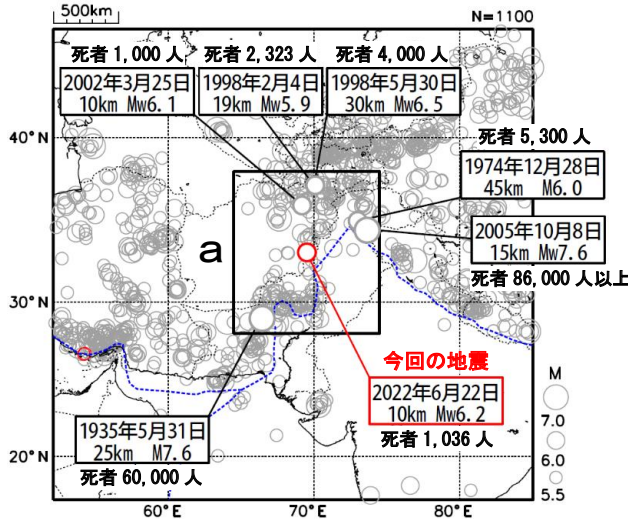 500km
N=1100
死者 1,000 人
死者 2,323 人
死者 4,000 人
2002年3月25日
10km Mw6.1
1998年2月4日
19km Mw5.9
1998年5月30日
30km Mw6.5
40°N
死者 5,300 人
1974年12月28日
45km M6.0
a
2005年10月8日
15km Mw7.6
死者 86,000 人以上
30°N
今回の地震
2022年6月22日
10km Mw6.2
死者 1,036 人
1935年5月31日
25km M7.6
死者 60,000 人
20°N
M
7.0
6.0
5.5
60°E
70°E
80°E